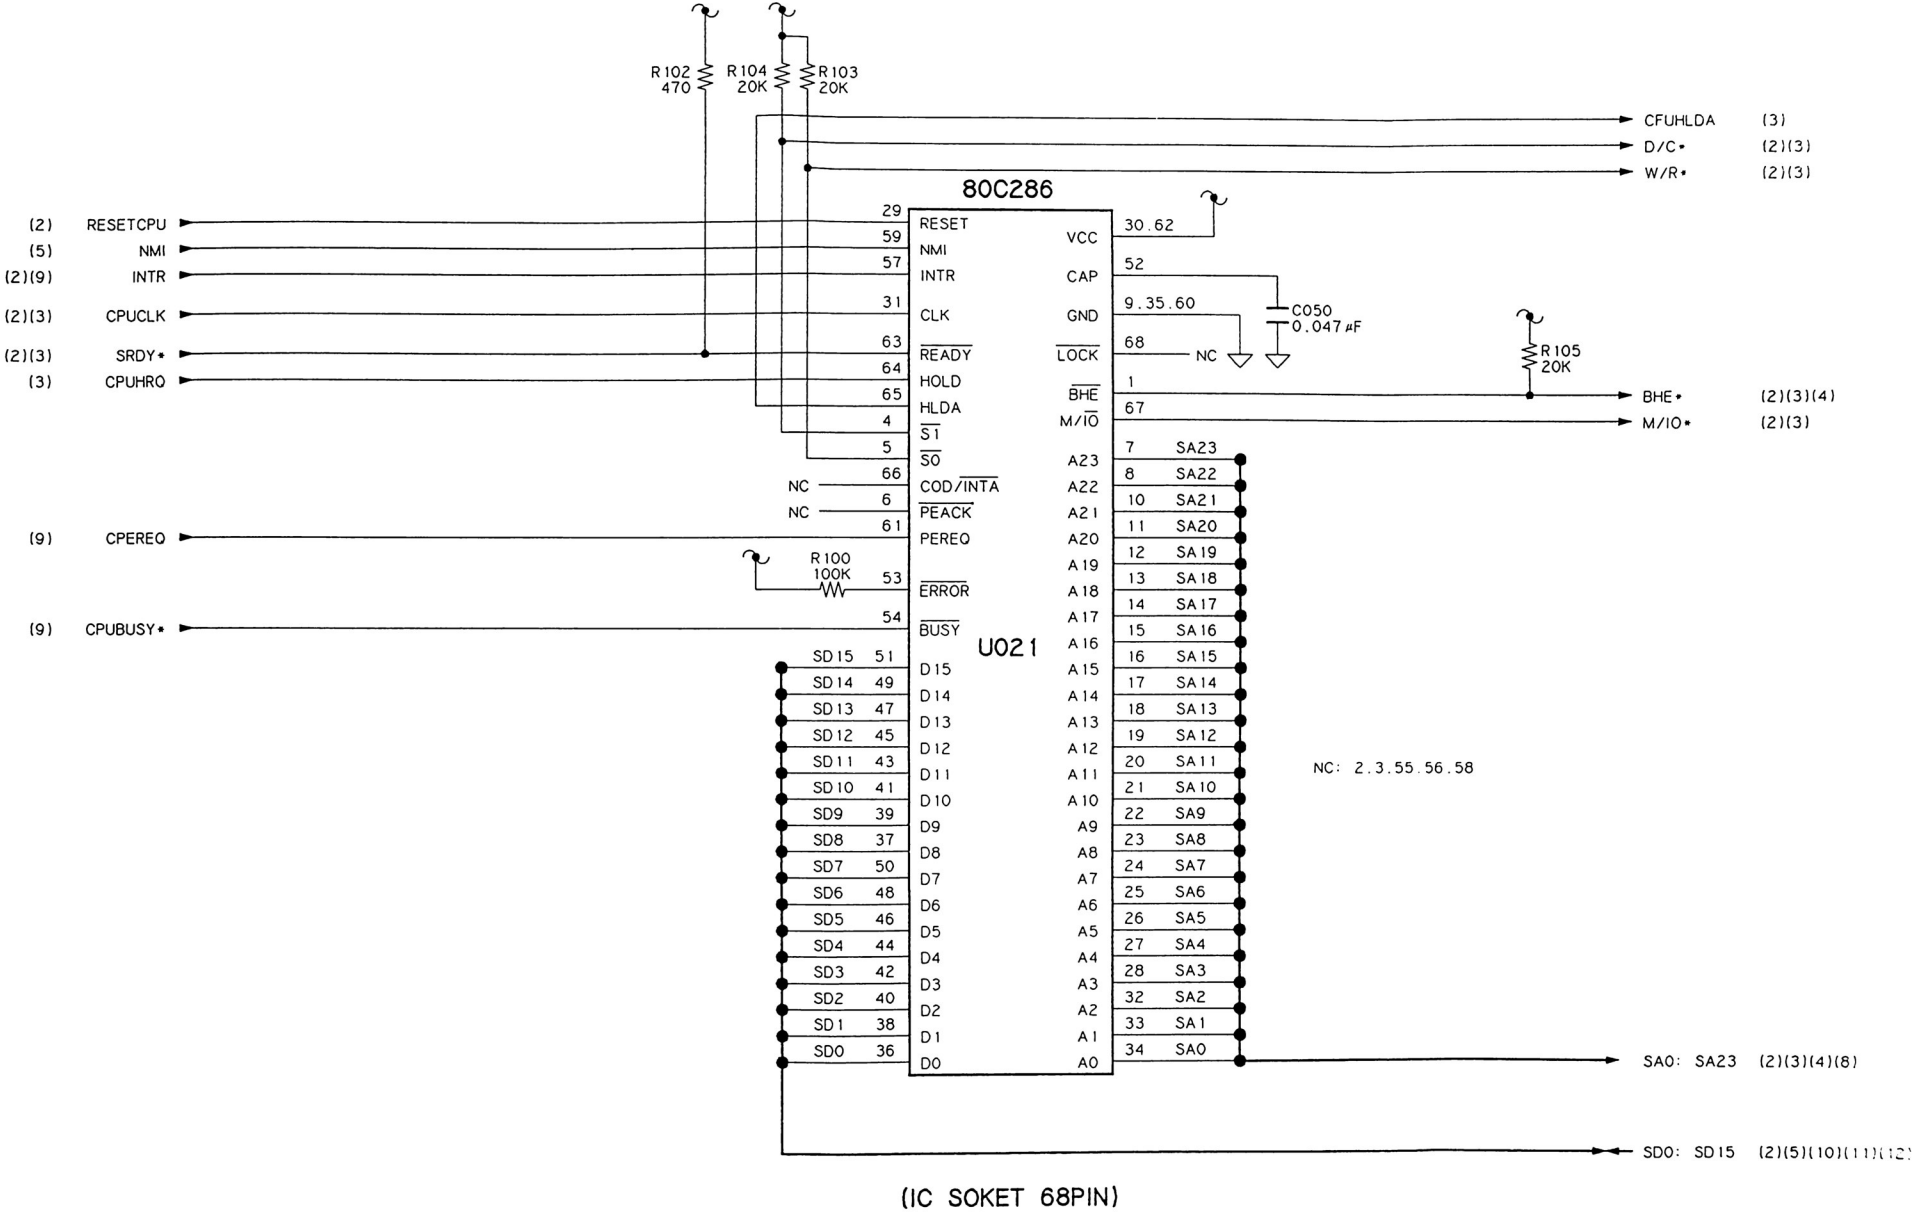 R102 R104 R103
470 20K 20K
CFUHLDA (3)
D/C* (2)(3)
W/R* (2)(3)
80C286
(2) RESETCPU 29 RESET
VCC 30.62
(5) NMI 59 NMI
(2)(9) INTR 57 INTR
CAP 52
(2)(3) CPUCLK 31 CLK
GND 9.35.60
C050
0.047µF
(2)(3) SRDY* 63 READY
LOCK 68 NC
R105
20K
(3) CPUHRQ 64 HOLD
BHE 1 BHE* (2)(3)(4)
65 HLDA
M/IO 67 M/IO* (2)(3)
4 S1
5 S0 A23 7 SA23
NC 66 COD/INTA A22 8 SA22
NC 6 PEACK A21 10 SA21
(9) CPEREQ 61 PEREQ A20 11 SA20
A19 12 SA19
R100
100K
53 ERROR A18 13 SA18
A17 14 SA17
(9) CPUBUSY* 54 BUSY A16 15 SA16
U021
SD15 51 D15 A15 16 SA15
SD14 49 D14 A14 17 SA14
SD13 47 D13 A13 18 SA13
SD12 45 D12 A12 19 SA12
SD11 43 D11 A11 20 SA11
NC: 2.3.55.56.58
SD10 41 D10 A10 21 SA10
SD9 39 D9 A9 22 SA9
SD8 37 D8 A8 23 SA8
SD7 50 D7 A7 24 SA7
SD6 48 D6 A6 25 SA6
SD5 46 D5 A5 26 SA5
SD4 44 D4 A4 27 SA4
SD3 42 D3 A3 28 SA3
SD2 40 D2 A2 32 SA2
SD1 38 D1 A1 33 SA1
SD0 36 D0 A0 34 SA0
SA0: SA23 (2)(3)(4)(8)
SD0: SD15 (2)(5)(10)(11)(12)
(IC SOKET 68PIN)